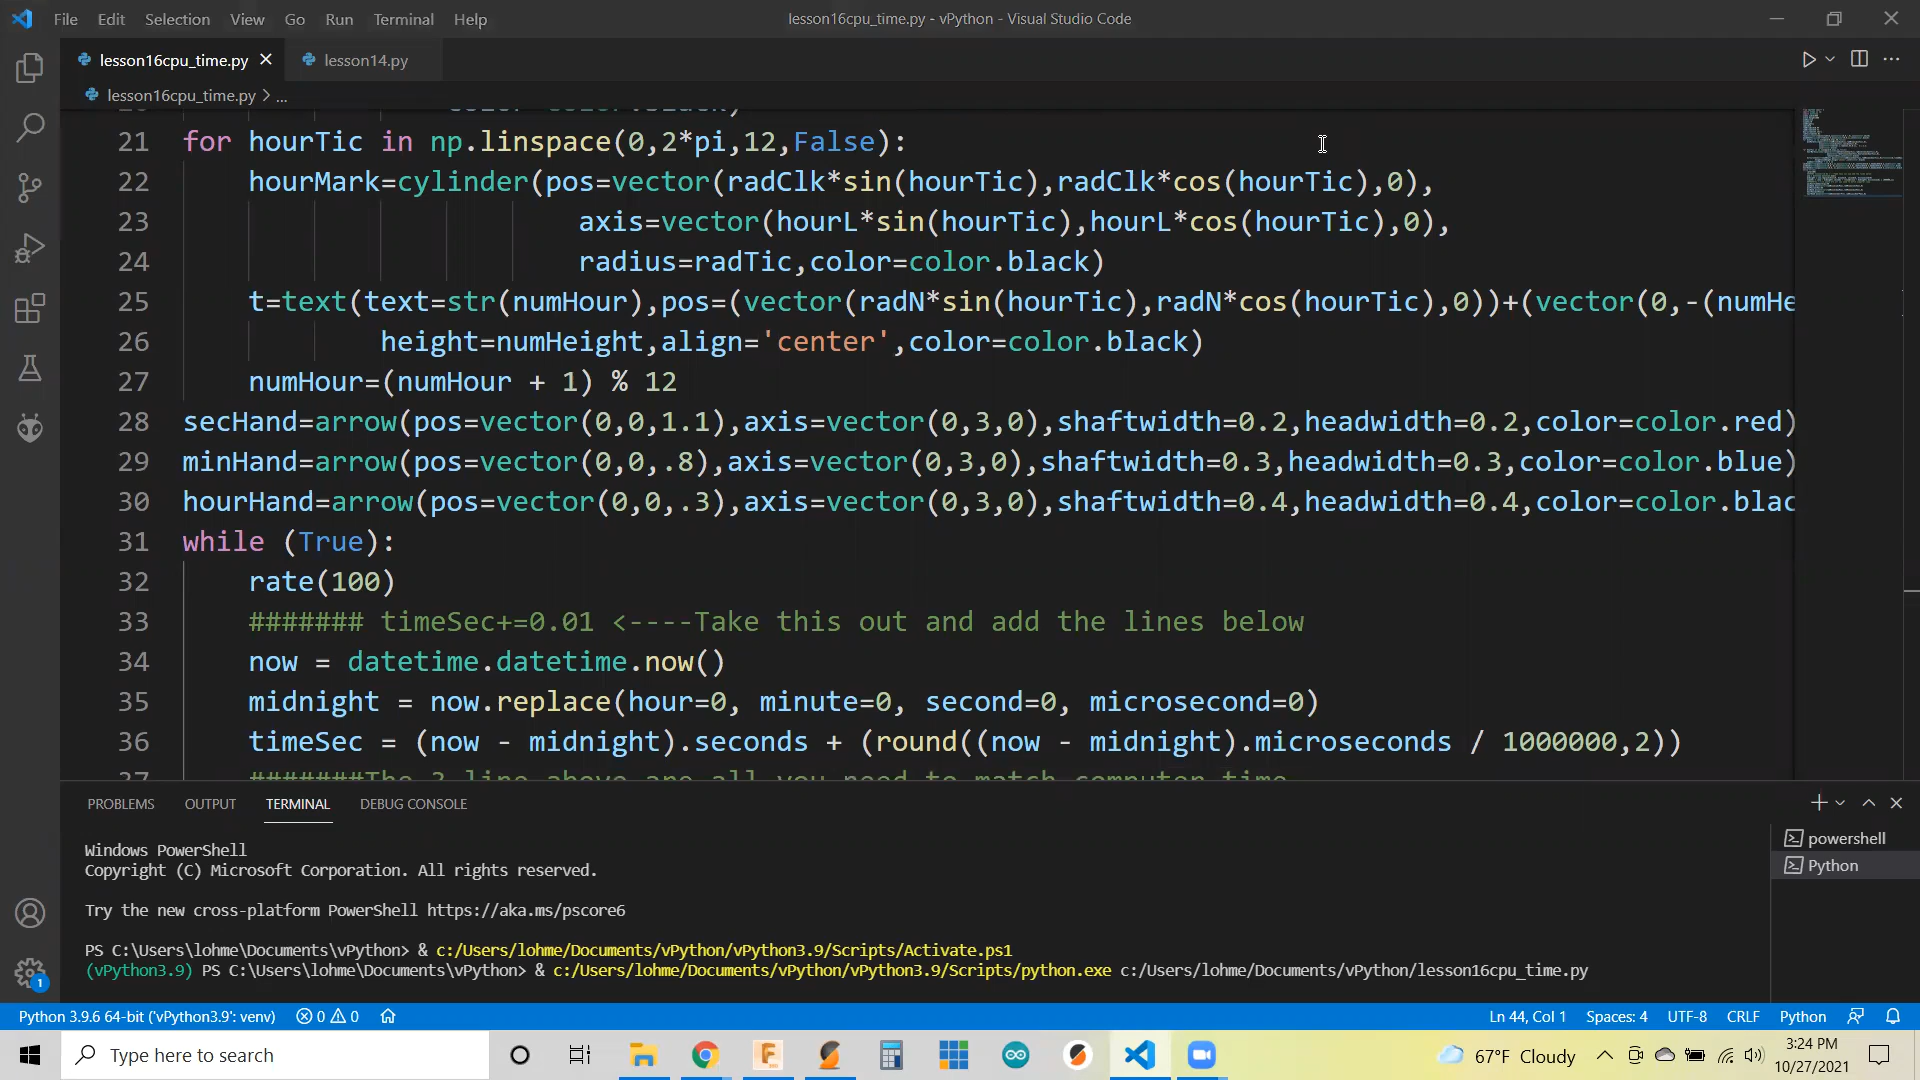 File Edit Selection View Go Run Terminal Help
lesson16cpu_time.py - vPython - Visual Studio Code
lesson16cpu_time.py
lesson14.py
lesson16cpu_time.py > ...
21 for hourTic in np.linspace(0,2*pi,12,False):
22 hourMark=cylinder(pos=vector(radClk*sin(hourTic),radClk*cos(hourTic),0),
23 axis=vector(hourL*sin(hourTic),hourL*cos(hourTic),0),
24 radius=radTic,color=color.black)
25 t=text(text=str(numHour),pos=(vector(radN*sin(hourTic),radN*cos(hourTic),0))+(vector(0,-(numHe
26 height=numHeight,align='center',color=color.black)
27 numHour=(numHour + 1) % 12
28 secHand=arrow(pos=vector(0,0,1.1),axis=vector(0,3,0),shaftwidth=0.2,headwidth=0.2,color=color.red)
29 minHand=arrow(pos=vector(0,0,.8),axis=vector(0,3,0),shaftwidth=0.3,headwidth=0.3,color=color.blue)
30 hourHand=arrow(pos=vector(0,0,.3),axis=vector(0,3,0),shaftwidth=0.4,headwidth=0.4,color=color.blac
31 while (True):
32 rate(100)
33 ####### timeSec+=0.01 <----Take this out and add the lines below
34 now = datetime.datetime.now()
35 midnight = now.replace(hour=0, minute=0, second=0, microsecond=0)
36 timeSec = (now - midnight).seconds + (round((now - midnight).microseconds / 1000000,2))
37 #######The 3 line above are all you need to match computer time
PROBLEMS OUTPUT TERMINAL DEBUG CONSOLE
powershell
Python
Windows PowerShell
Copyright (C) Microsoft Corporation. All rights reserved.
Try the new cross-platform PowerShell https://aka.ms/pscore6
PS C:\Users\lohme\Documents\vPython> & c:/Users/lohme/Documents/vPython/vPython3.9/Scripts/Activate.ps1
(vPython3.9) PS C:\Users\lohme\Documents\vPython> & c:/Users/lohme/Documents/vPython/vPython3.9/Scripts/python.exe c:/Users/lohme/Documents/vPython/lesson16cpu_time.py
1
Python 3.9.6 64-bit ('vPython3.9': venv) 0 0
Ln 44, Col 1 Spaces: 4 UTF-8 CRLF Python
Type here to search
67°F Cloudy
3:24 PM
10/27/2021